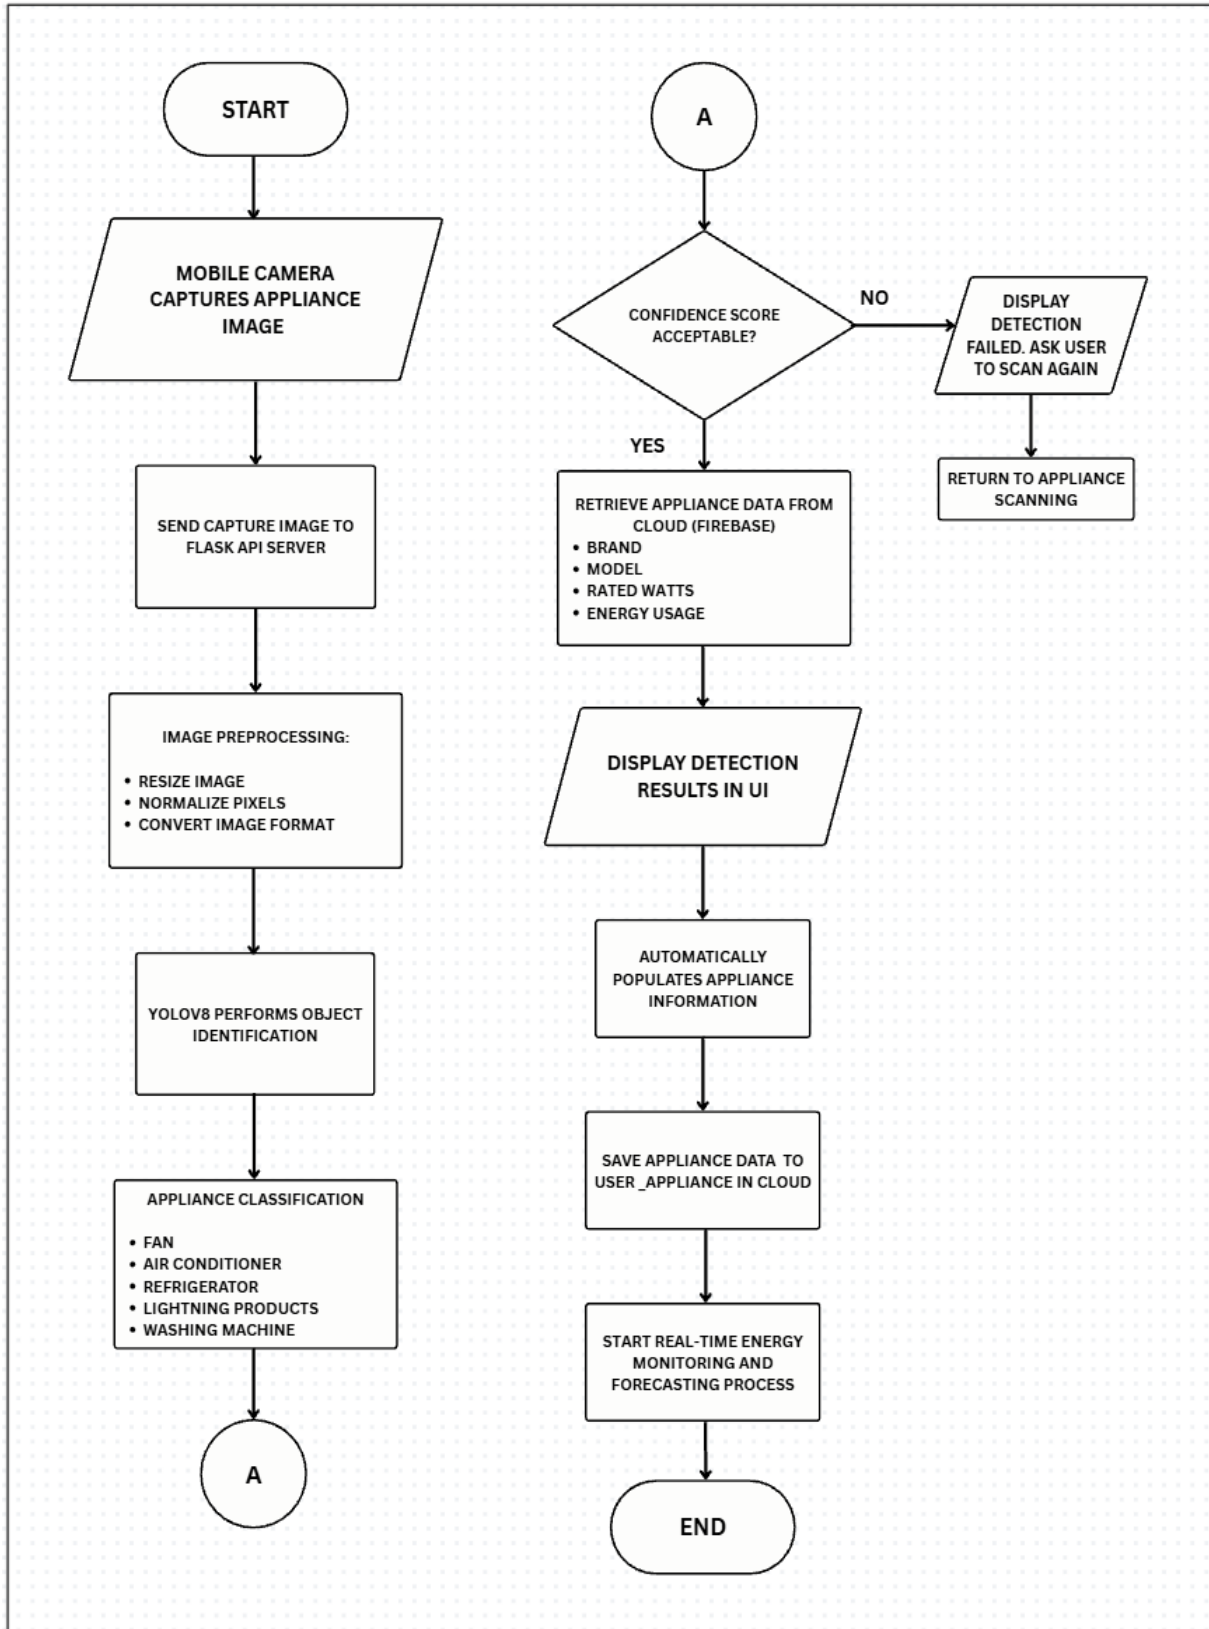 START
MOBILE CAMERA
CAPTURES APPLIANCE
IMAGE
SEND CAPTURE IMAGE TO
FLASK API SERVER
IMAGE PREPROCESSING:
• RESIZE IMAGE
• NORMALIZE PIXELS
• CONVERT IMAGE FORMAT
YOLOV8 PERFORMS OBJECT
IDENTIFICATION
APPLIANCE CLASSIFICATION
• FAN
• AIR CONDITIONER
• REFRIGERATOR
• LIGHTNING PRODUCTS
• WASHING MACHINE
A
A
CONFIDENCE SCORE
ACCEPTABLE?
NO
DISPLAY
DETECTION
FAILED. ASK USER
TO SCAN AGAIN
RETURN TO APPLIANCE
SCANNING
YES
RETRIEVE APPLIANCE DATA FROM
CLOUD (FIREBASE)
• BRAND
• MODEL
• RATED WATTS
• ENERGY USAGE
DISPLAY DETECTION
RESULTS IN UI
AUTOMATICALLY
POPULATES APPLIANCE
INFORMATION
SAVE APPLIANCE DATA TO
USER_APPLIANCE IN CLOUD
START REAL-TIME ENERGY
MONITORING AND
FORECASTING PROCESS
END